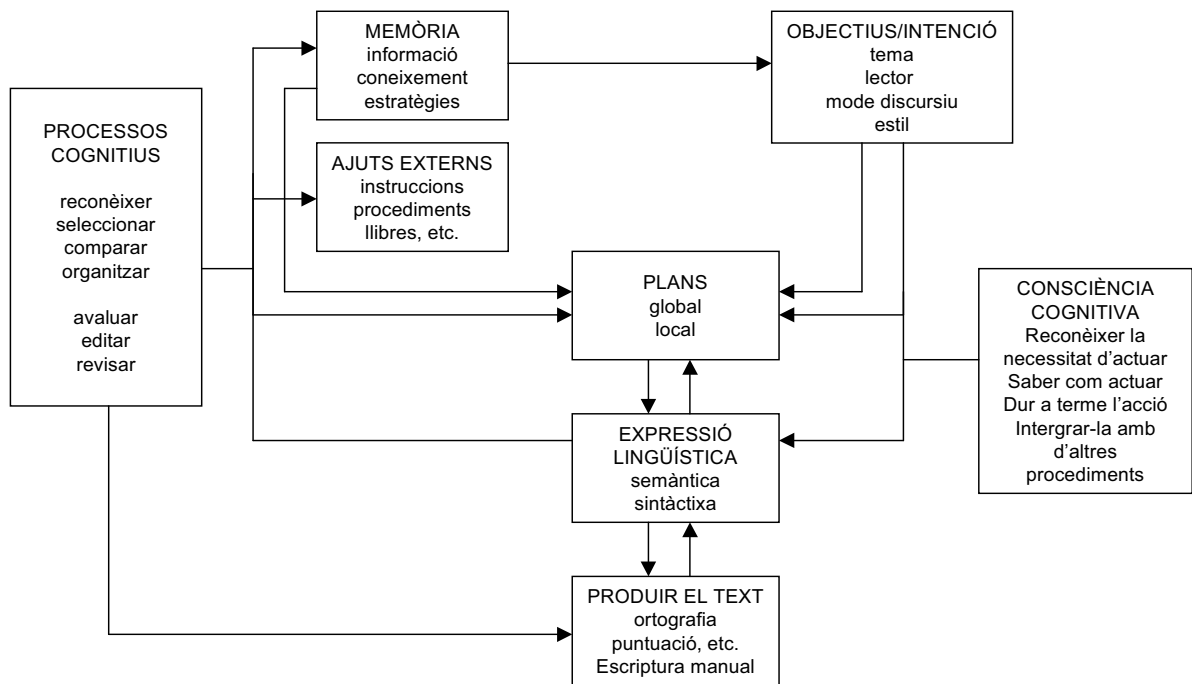 MEMÒRIA
informació
coneixement
estratègies
OBJECTIUS/INTENCIÓ
tema
lector
mode discursiu
estil
PROCESSOS
COGNITIUS
reconèixer
seleccionar
comparar
organitzar
avaluar
editar
revisar
AJUTS EXTERNS
instruccions
procediments
llibres, etc.
PLANS
global
local
CONSCIÈNCIA
COGNITIVA
Reconèixer la
necessitat d’actuar
Saber com actuar
Dur a terme l’acció
Intergrar-la amb
d’altres
procediments
EXPRESSIÓ
LINGÜÍSTICA
semàntica
sintàctixa
PRODUIR EL TEXT
ortografia
puntuació, etc.
Escriptura manual